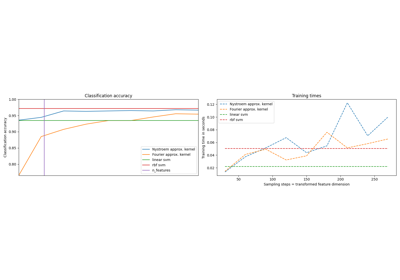 Classification accuracy
1.00
0.95
0.90
0.85
0.80
Classification accuracy
Nystroem approx. kernel
Fourier approx. kernel
linear svm
rbf svm
n_features
Training times
0.12
0.10
0.08
0.06
0.04
0.02
Training time in seconds
Nystroem approx. kernel
Fourier approx. kernel
linear svm
rbf svm
50
100
150
200
250
Sampling steps = transformed feature dimension